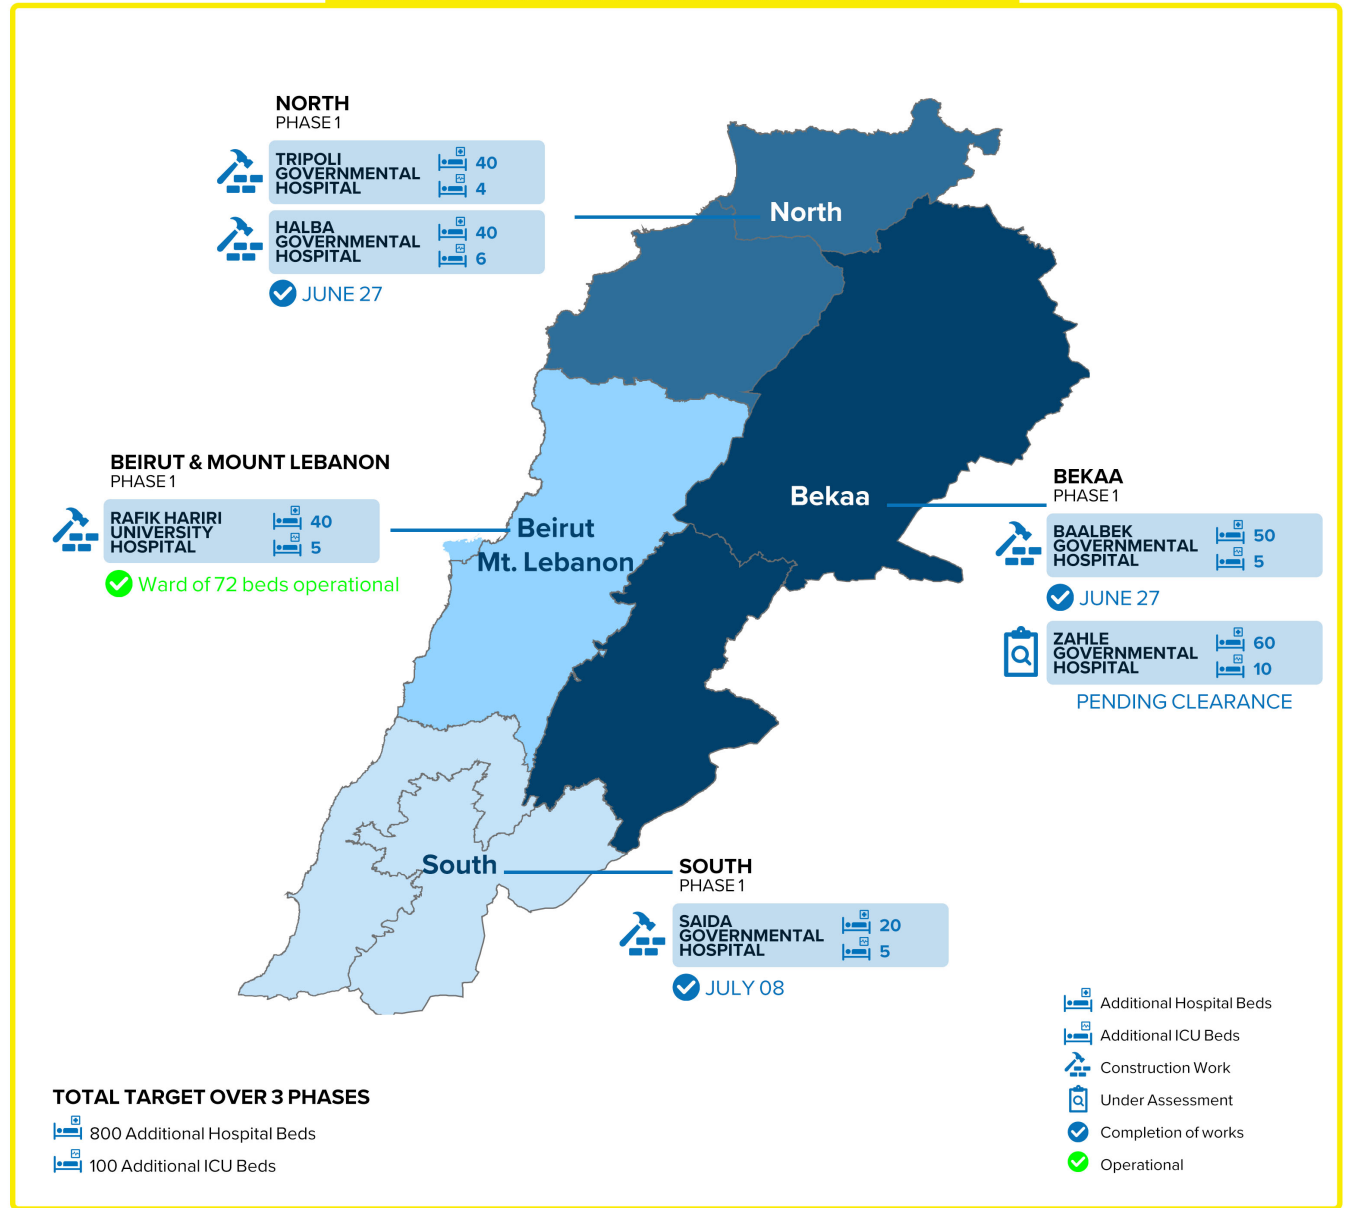 NORTH
PHASE 1
TRIPOLI
GOVERNMENTAL
HOSPITAL
40
4
HALBA
GOVERNMENTAL
HOSPITAL
40
6
JUNE 27
North
BEIRUT & MOUNT LEBANON
PHASE 1
RAFIK HARIRI
UNIVERSITY
HOSPITAL
40
5
Ward of 72 beds operational
Beirut
Mt. Lebanon
Bekaa
BEKAA
PHASE 1
BAALBEK
GOVERNMENTAL
HOSPITAL
50
5
JUNE 27
ZAHLE
GOVERNMENTAL
HOSPITAL
60
10
PENDING CLEARANCE
South
SOUTH
PHASE 1
SAIDA
GOVERNMENTAL
HOSPITAL
20
5
JULY 08
TOTAL TARGET OVER 3 PHASES
800 Additional Hospital Beds
100 Additional ICU Beds
Additional Hospital Beds
Additional ICU Beds
Construction Work
Under Assessment
Completion of works
Operational